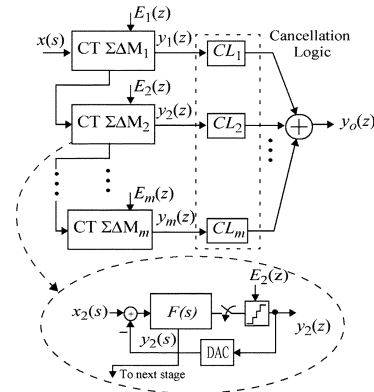 E₁(z)
x(s) CT ΣΔM₁ y₁(z) CL₁ Cancellation
Logic
E₂(z)
CT ΣΔM₂ y₂(z) CL₂ + yₒ(z)
Eₘ(z)
CT ΣΔMₘ yₘ(z) CLₘ
E₂(z)
x₂(s) + F(s) y₂(z)
− y₂(s) DAC
To next stage